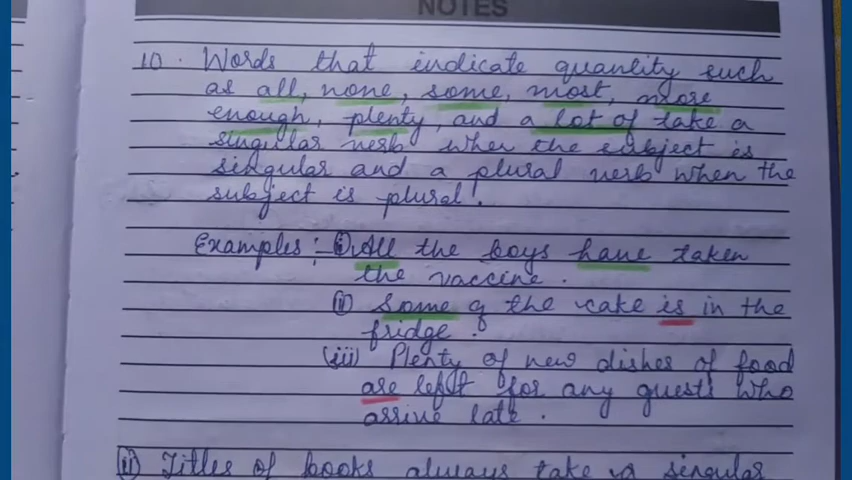 NOTES
10. Words that indicate quantity such
as all, none, some, most, more
enough, plenty, and a lot of take a
singular verb when the subject is
singular and a plural verb when the
subject is plural.
Examples :- (i) All the boys have taken
the vaccine.
(ii) Some of the cake is in the
fridge.
(iii) Plenty of new dishes of food
are left for any guests who
arrive late.
(ii) Titles of books always take a singular